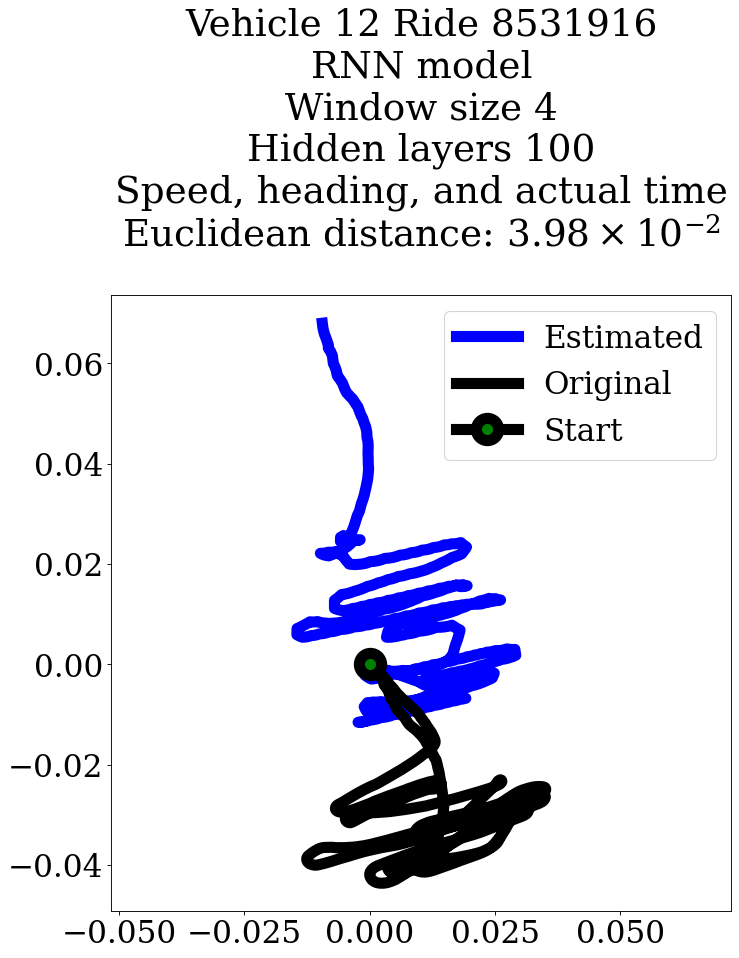 Vehicle 12 Ride 8531916
RNN model
Window size 4
Hidden layers 100
Speed, heading, and actual time
Euclidean distance: 3.98 × 10⁻²
Estimated
Original
Start
0.06
0.04
0.02
0.00
−0.02
−0.04
−0.050 −0.025 0.000 0.025 0.050